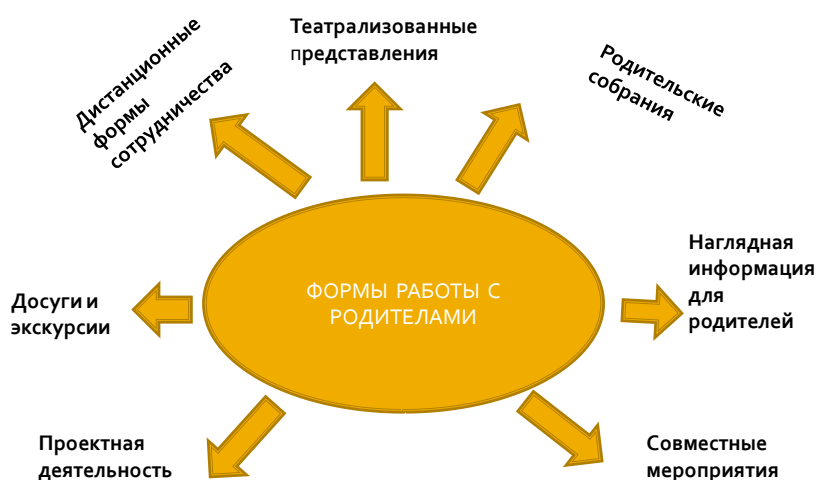 Театрализованные
представления
Дистанционные
формы
сотрудничества
Родительские
собрания
ФОРМЫ РАБОТЫ С
РОДИТЕЛАМИ
Наглядная
информация
для
родителей
Досуги и
экскурсии
Проектная
деятельность
Совместные
мероприятия